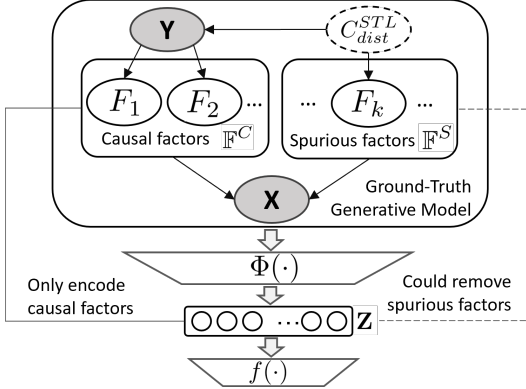 Y
C_{dist}^{STL}
F_1 F_2 ...
... F_k ...
Causal factors 𝔽^C
Spurious factors 𝔽^S
X
Ground-Truth
Generative Model
Φ(·)
Only encode
causal factors
Could remove
spurious factors
... Z
f(·)